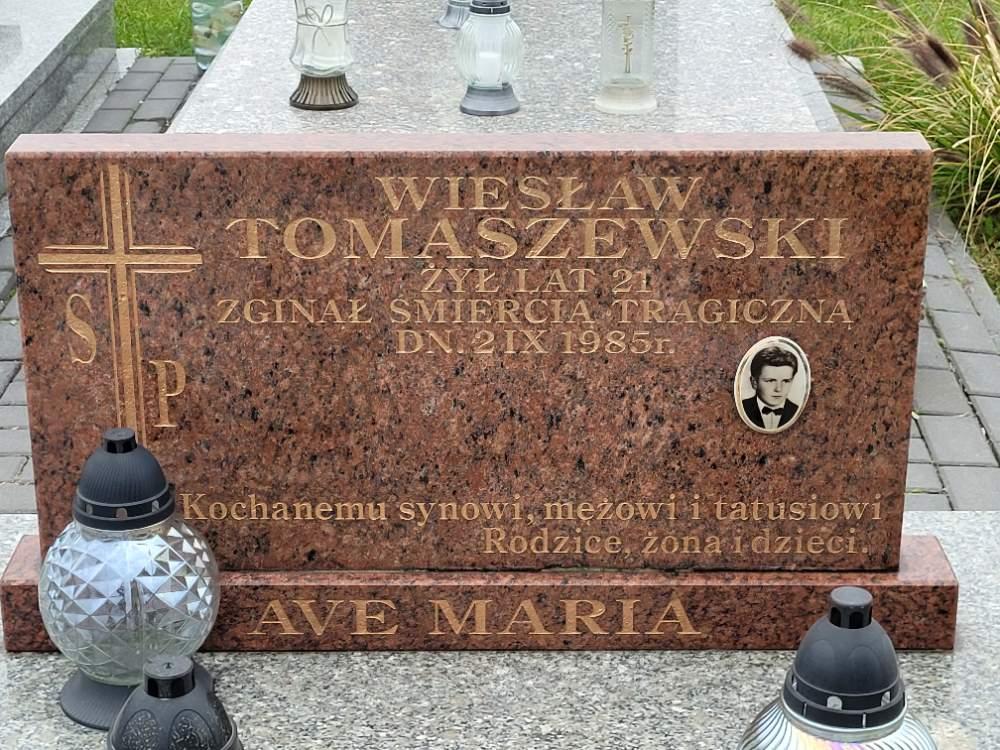 WIESŁAW
TOMASZEWSKI
ŻYŁ LAT 21
ZGINĄŁ ŚMIERCIĄ TRAGICZNĄ
DN. 2 IX 1985r.
S
P
Kochanemu synowi, mężowi i tatusiowi
Rodzice, żona i dzieci.
AVE MARIA